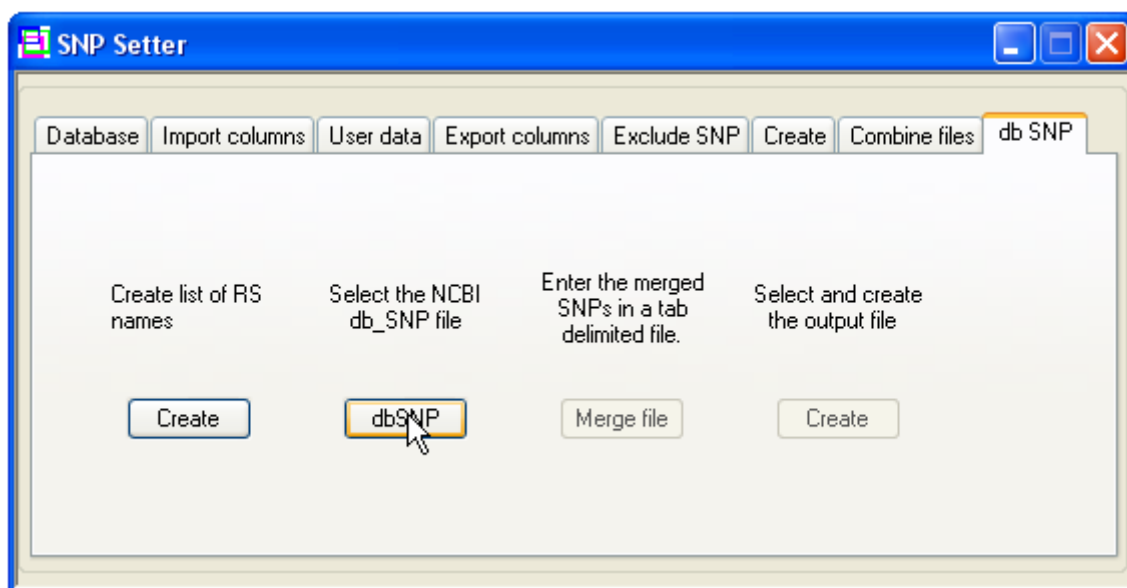 SNP Setter
Database Import columns User data Export columns Exclude SNP Create Combine files db SNP
Create list of RS
names
Select the NCBI
db_SNP file
Enter the merged
SNPs in a tab
delimited file.
Select and create
the output file
Create
dbSNP
Merge file
Create